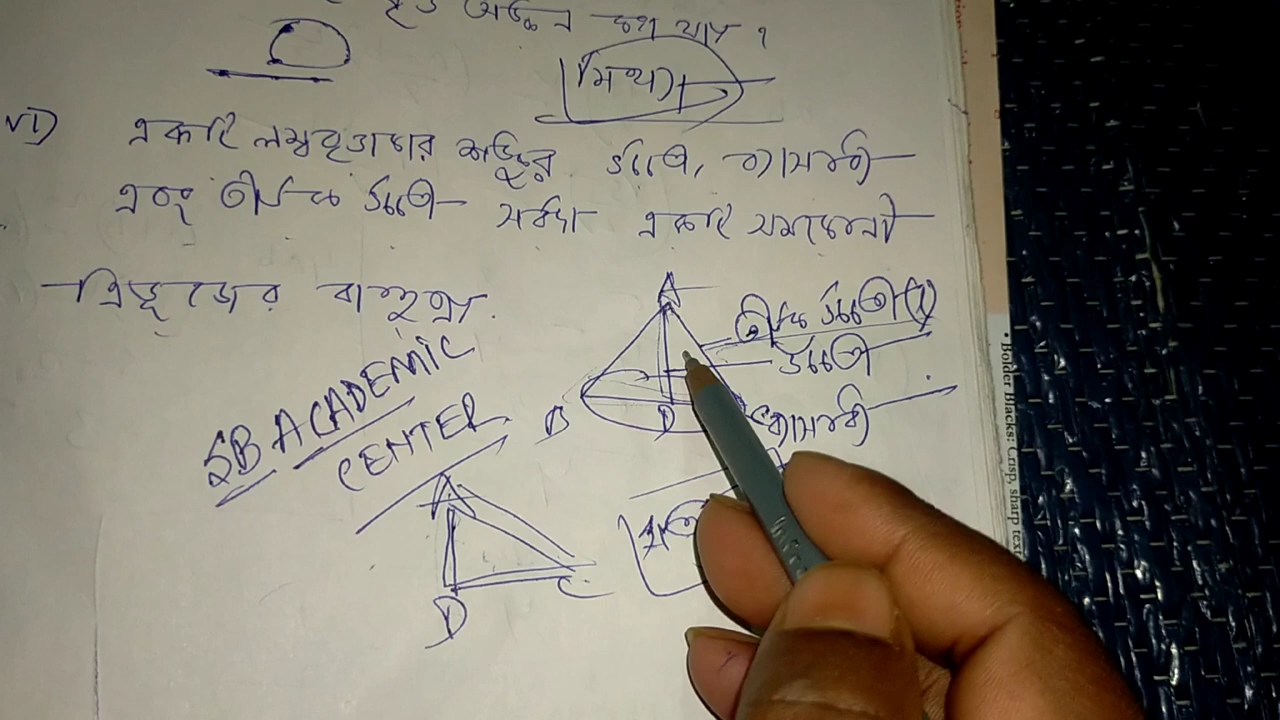 বৃত্ত অঙ্কন করা যায় ?
মিথ্যা
VI) একটি লম্ববৃত্তাকার শঙ্কুর উচ্চতা, ব্যাসার্ধ
এবং তীর্যক উচ্চতা সর্বদা একটি সমকোনী
ত্রিভূজের বাহুত্রয়.
A
তীর্যক উচ্চতা (l)
উচ্চতা
B D C ব্যাসার্ধ
SB ACADEMIC
CENTER
A
D C
• Bolder Blacks: Crisp, sharp text